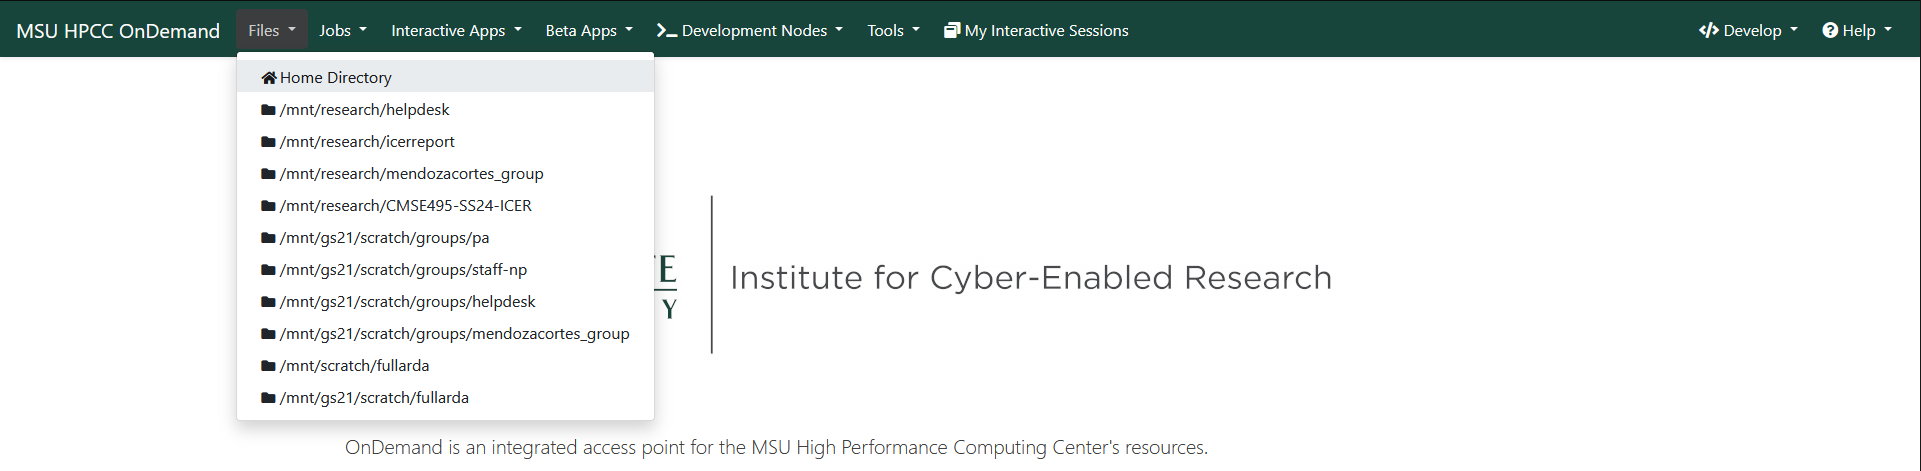 MSU HPCC OnDemand Files Jobs Interactive Apps Beta Apps Development Nodes Tools My Interactive Sessions Develop Help
Home Directory
/mnt/research/helpdesk
/mnt/research/icerreport
/mnt/research/mendozacortes_group
/mnt/research/CMSE495-SS24-ICER
/mnt/gs21/scratch/groups/pa
/mnt/gs21/scratch/groups/staff-np
/mnt/gs21/scratch/groups/helpdesk
/mnt/gs21/scratch/groups/mendozacortes_group
/mnt/scratch/fullarda
/mnt/gs21/scratch/fullarda
Institute for Cyber-Enabled Research
OnDemand is an integrated access point for the MSU High Performance Computing Center's resources.